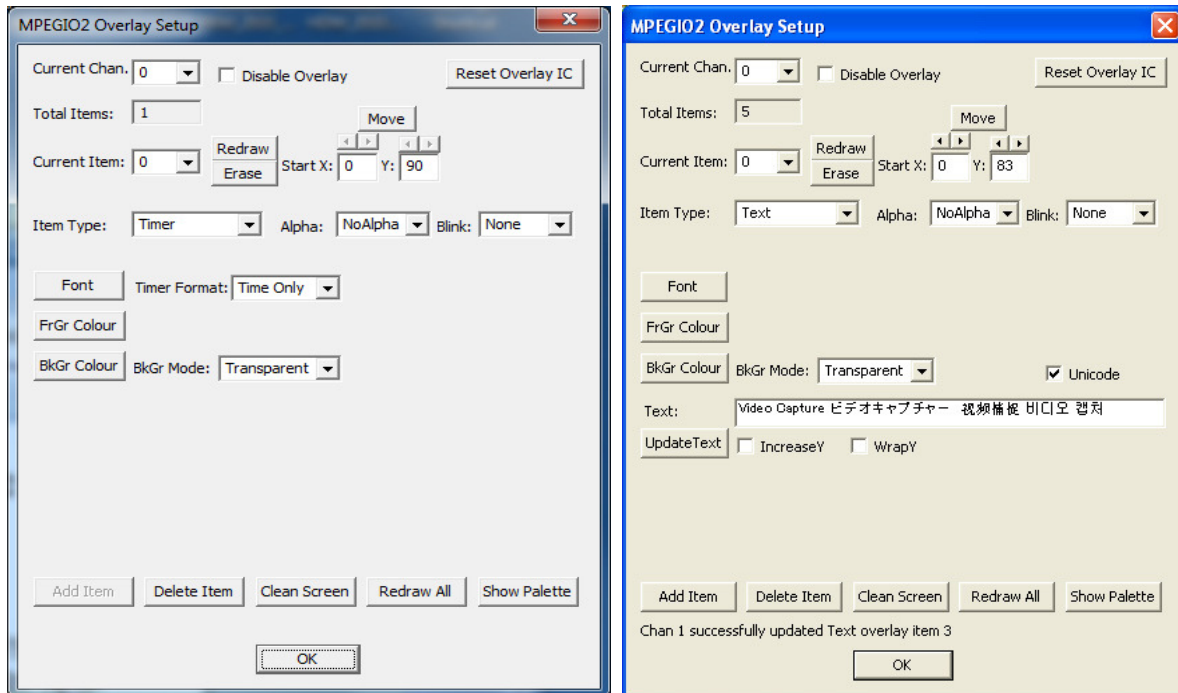 MPEGIO2 Overlay Setup
Current Chan. 0 Disable Overlay Reset Overlay IC
Total Items: 1
Move
Current Item: 0 Redraw Start X: 0 Y: 90
Erase
Item Type: Timer Alpha: NoAlpha Blink: None
Font Timer Format: Time Only
FrGr Colour
BkGr Colour BkGr Mode: Transparent
Add Item Delete Item Clean Screen Redraw All Show Palette
OK
MPEGIO2 Overlay Setup
Current Chan. 0 Disable Overlay Reset Overlay IC
Total Items: 5
Move
Current Item: 0 Redraw Start X: 0 Y: 83
Erase
Item Type: Text Alpha: NoAlpha Blink: None
Font
FrGr Colour
BkGr Colour BkGr Mode: Transparent Unicode
Text: Video Capture ビデオキャプチャー 视频捕捉 비디오 캡처
UpdateText IncreaseY WrapY
Add Item Delete Item Clean Screen Redraw All Show Palette
Chan 1 successfully updated Text overlay item 3
OK